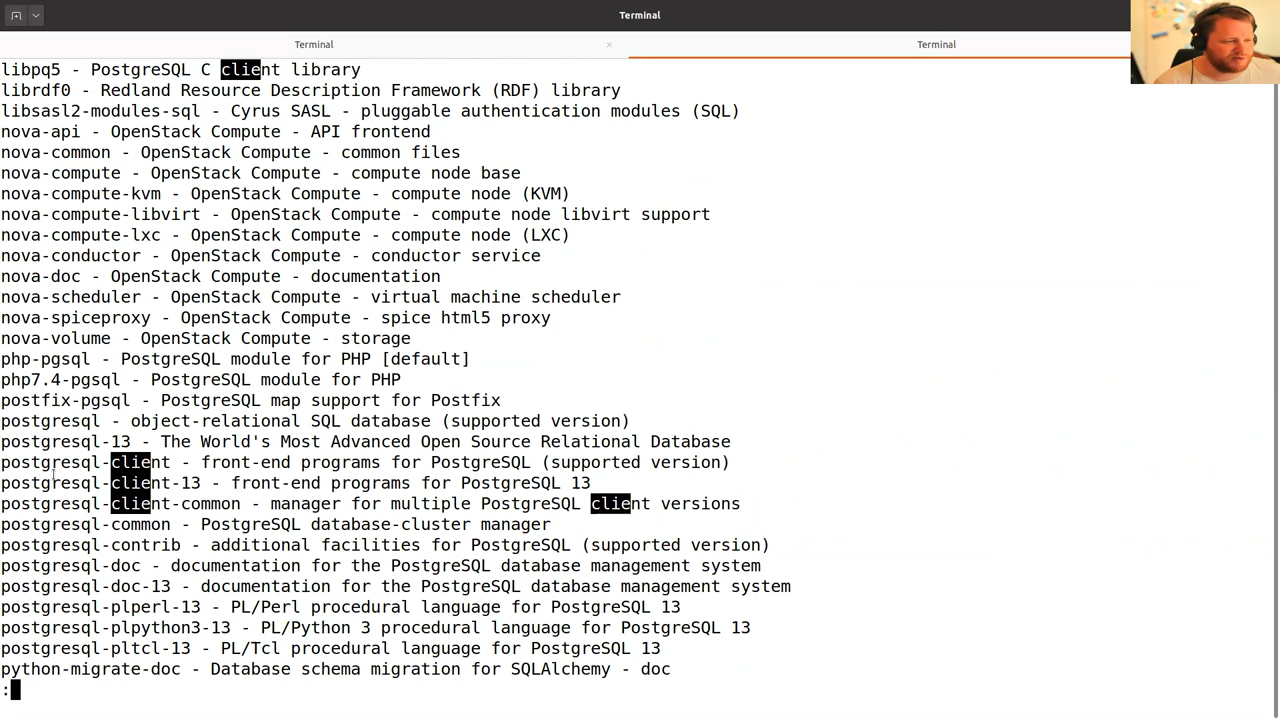 Terminal
Terminal
Terminal
libpq5 - PostgreSQL C client library
librdf0 - Redland Resource Description Framework (RDF) library
libsasl2-modules-sql - Cyrus SASL - pluggable authentication modules (SQL)
nova-api - OpenStack Compute - API frontend
nova-common - OpenStack Compute - common files
nova-compute - OpenStack Compute - compute node base
nova-compute-kvm - OpenStack Compute - compute node (KVM)
nova-compute-libvirt - OpenStack Compute - compute node libvirt support
nova-compute-lxc - OpenStack Compute - compute node (LXC)
nova-conductor - OpenStack Compute - conductor service
nova-doc - OpenStack Compute - documentation
nova-scheduler - OpenStack Compute - virtual machine scheduler
nova-spiceproxy - OpenStack Compute - spice html5 proxy
nova-volume - OpenStack Compute - storage
php-pgsql - PostgreSQL module for PHP [default]
php7.4-pgsql - PostgreSQL module for PHP
postfix-pgsql - PostgreSQL map support for Postfix
postgresql - object-relational SQL database (supported version)
postgresql-13 - The World's Most Advanced Open Source Relational Database
postgresql-client - front-end programs for PostgreSQL (supported version)
postgresql-client-13 - front-end programs for PostgreSQL 13
postgresql-client-common - manager for multiple PostgreSQL client versions
postgresql-common - PostgreSQL database-cluster manager
postgresql-contrib - additional facilities for PostgreSQL (supported version)
postgresql-doc - documentation for the PostgreSQL database management system
postgresql-doc-13 - documentation for the PostgreSQL database management system
postgresql-plperl-13 - PL/Perl procedural language for PostgreSQL 13
postgresql-plpython3-13 - PL/Python 3 procedural language for PostgreSQL 13
postgresql-pltcl-13 - PL/Tcl procedural language for PostgreSQL 13
python-migrate-doc - Database schema migration for SQLAlchemy - doc
: